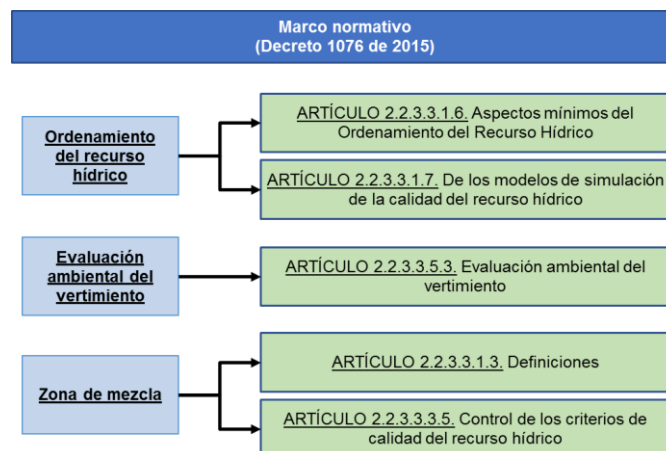 Marco normativo
(Decreto 1076 de 2015)
Ordenamiento
del recurso
hídrico
ARTÍCULO 2.2.3.3.1.6. Aspectos mínimos del
Ordenamiento del Recurso Hídrico
ARTÍCULO 2.2.3.3.1.7. De los modelos de simulación
de la calidad del recurso hídrico
Evaluación
ambiental del
vertimiento
ARTÍCULO 2.2.3.3.5.3. Evaluación ambiental del
vertimiento
Zona de mezcla
ARTÍCULO 2.2.3.3.1.3. Definiciones
ARTÍCULO 2.2.3.3.3.5. Control de los criterios de
calidad del recurso hídrico